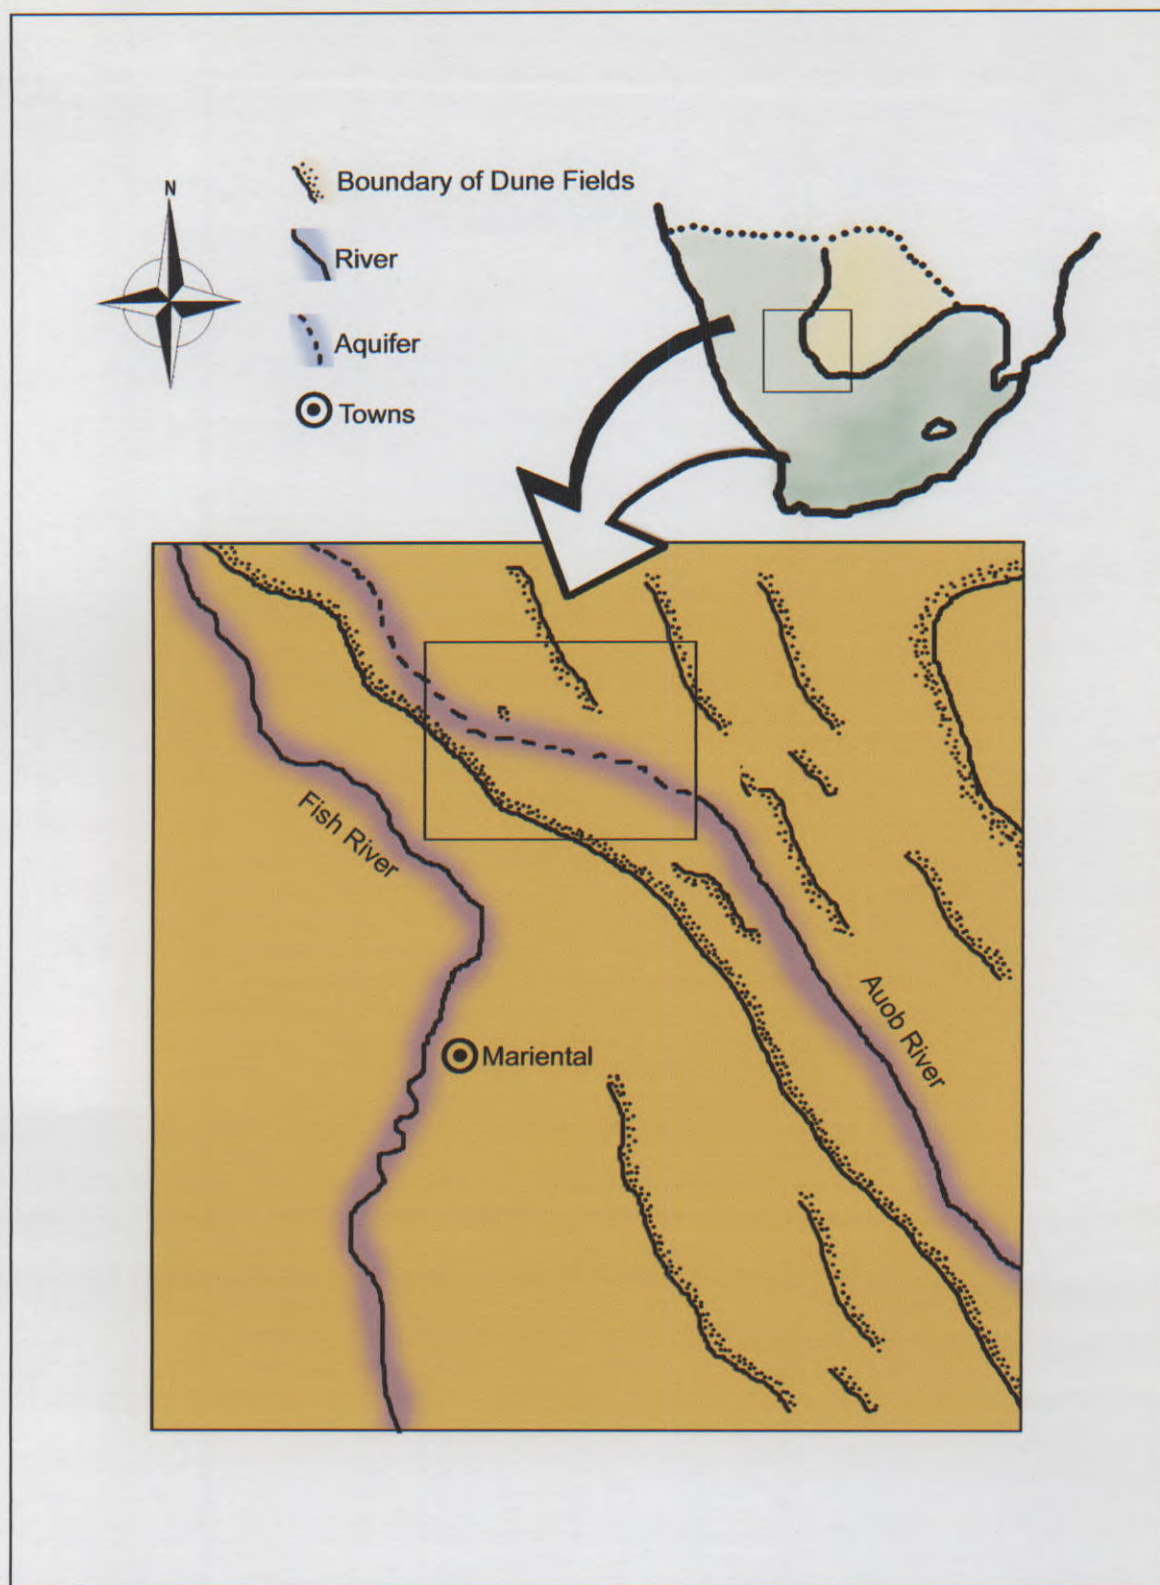 N
Boundary of Dune Fields
River
Aquifer
Towns
Fish River
Auob River
Mariental